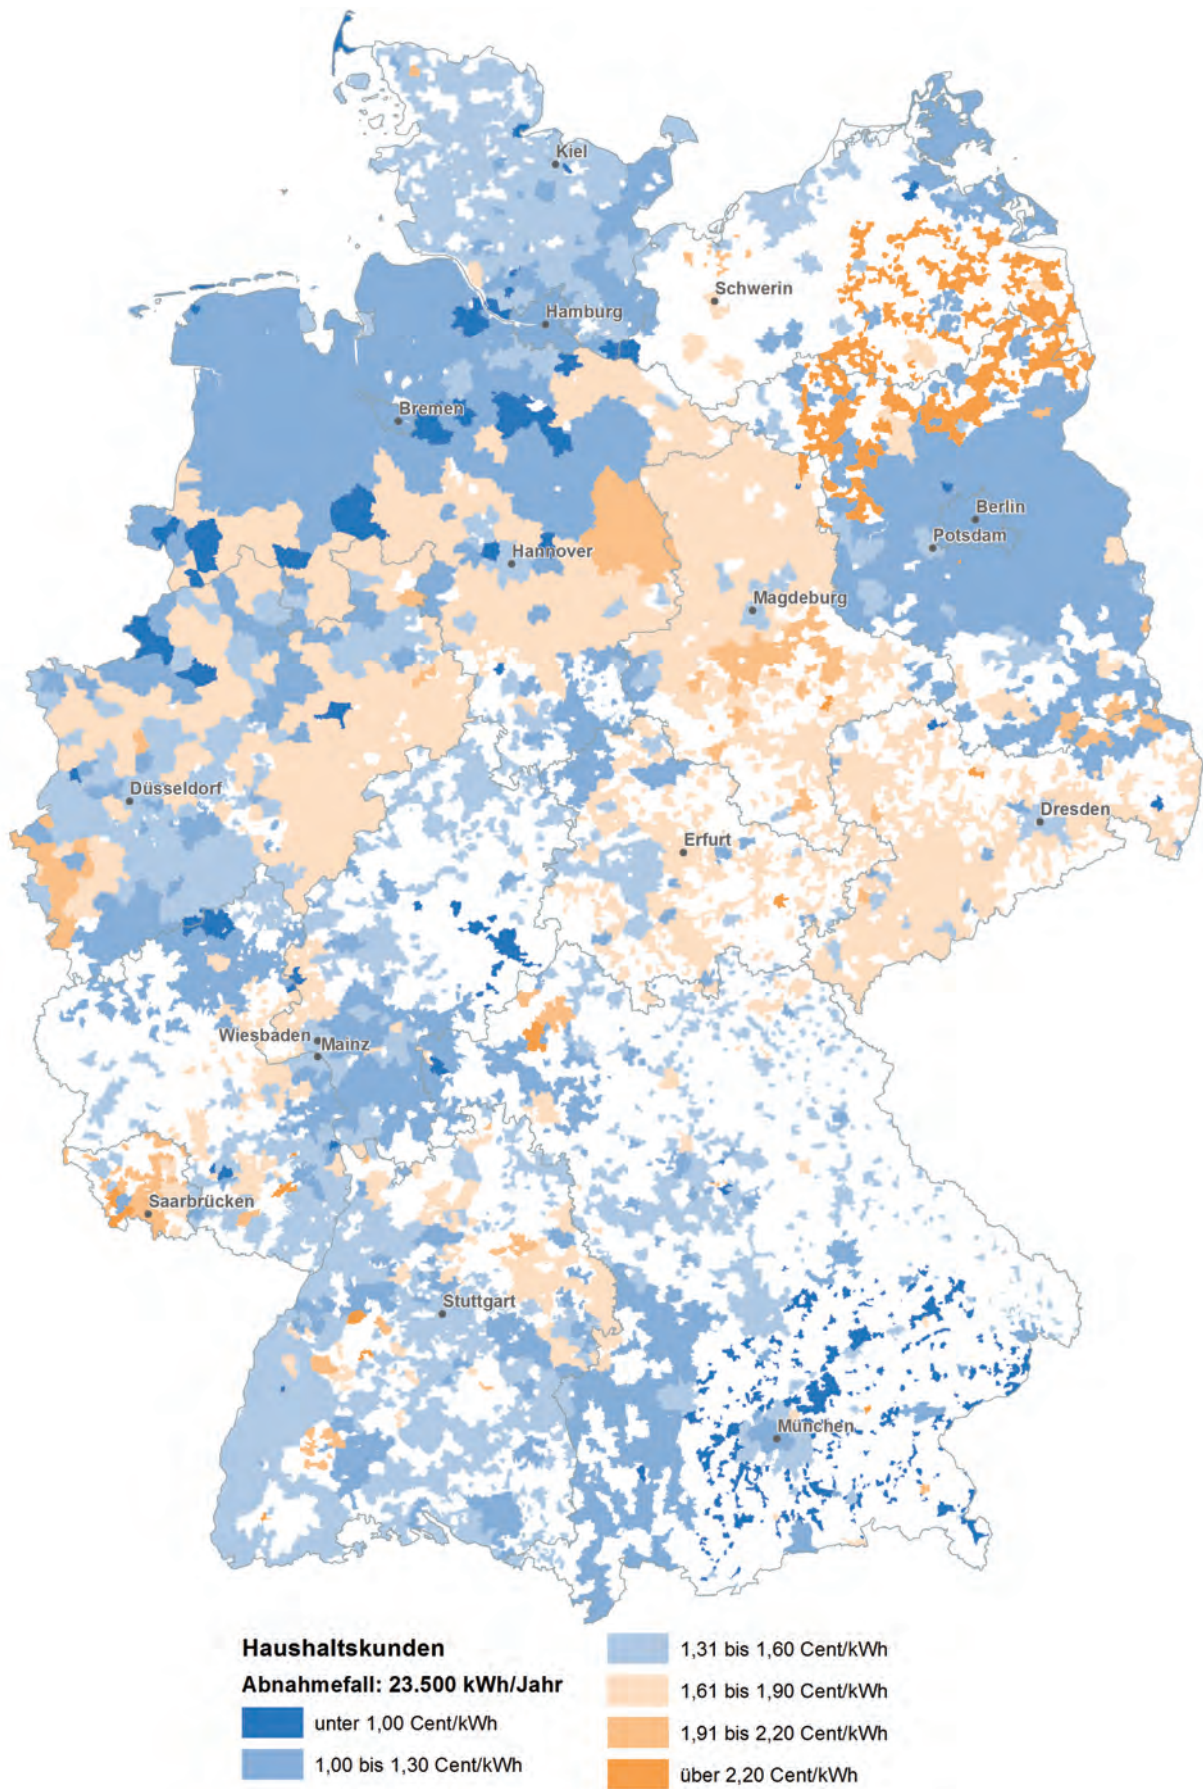 Kiel
Schwerin
Hamburg
Bremen
Berlin
Potsdam
Hannover
Magdeburg
Düsseldorf
Dresden
Erfurt
Wiesbaden
Mainz
Saarbrücken
Stuttgart
München
Haushaltskunden
Abnahmefall: 23.500 kWh/Jahr
unter 1,00 Cent/kWh
1,00 bis 1,30 Cent/kWh
1,31 bis 1,60 Cent/kWh
1,61 bis 1,90 Cent/kWh
1,91 bis 2,20 Cent/kWh
über 2,20 Cent/kWh